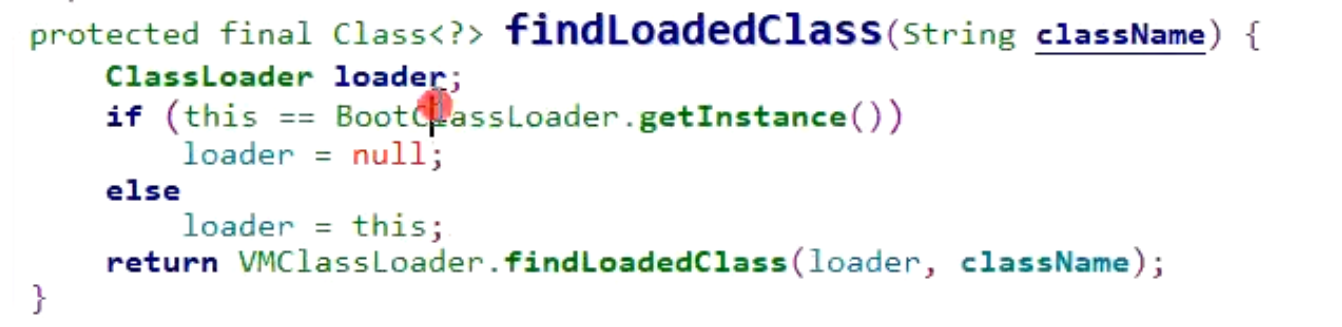 protected final Class<?> findLoadedClass(String className) {
ClassLoader loader;
if (this == BootClassLoader.getInstance())
loader = null;
else
loader = this;
return VMClassLoader.findLoadedClass(loader, className);
}